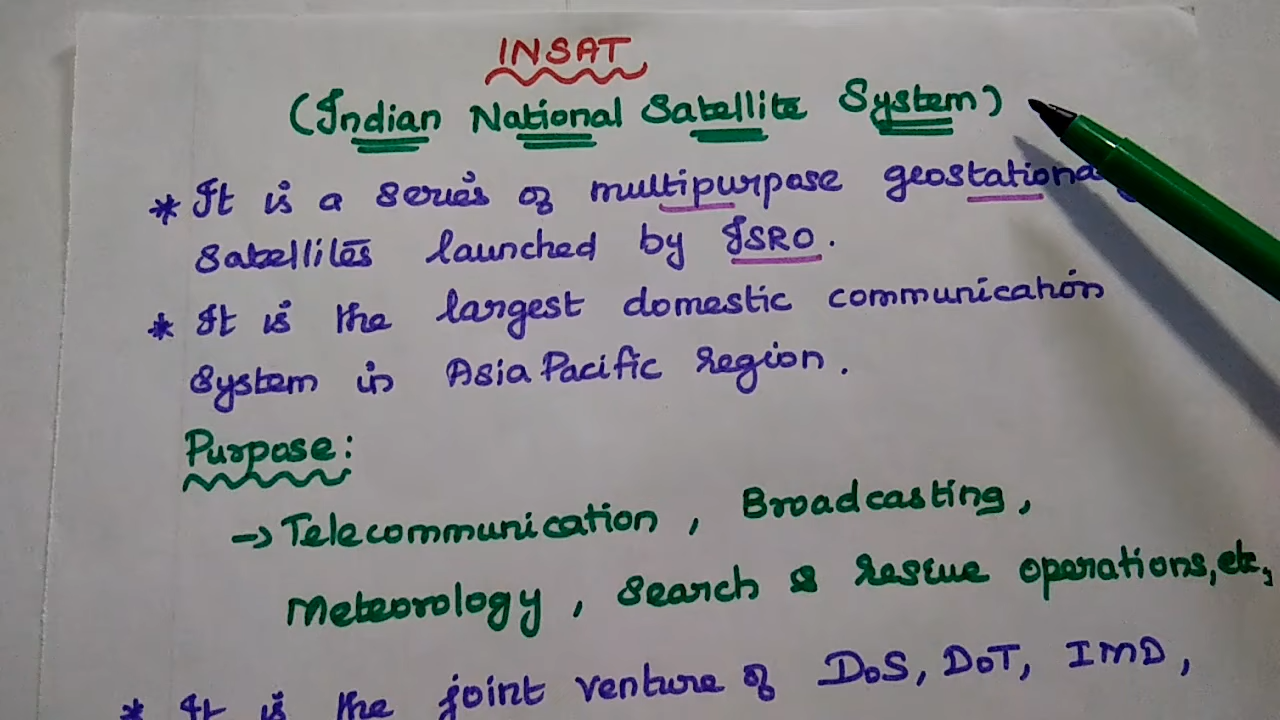 INSAT
(Indian National Satellite System)
* It is a series of multipurpose geostationary
satellites launched by ISRO.
* It is the largest domestic communication
system in Asia Pacific region.
Purpose:
→ Telecommunication, Broadcasting,
Meteorology, search & rescue operations, etc,
* It is the joint venture of DoS, DoT, IMD,